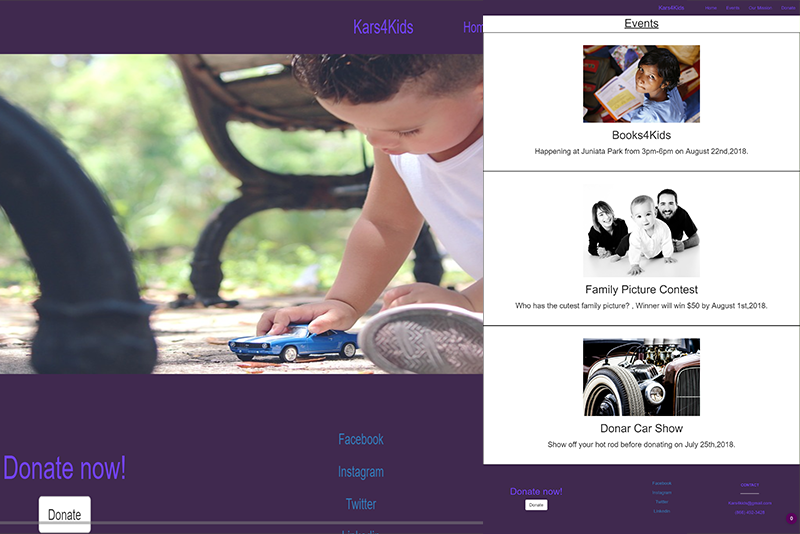 Kars4Kids
Donate now!
Donate
Facebook
Instagram
Twitter
Kars4Kids
Home
Events
Our Mission
Donate
Events
Books4Kids
Happening at Juniata Park from 3pm-6pm on August 22nd,2018.
Family Picture Contest
Who has the cutest family picture? , Winner will win $50 by August 1st,2018.
Donar Car Show
Show off your hot rod before donating on July 25th,2018.
Donate now!
Donate
Facebook
Instagram
Twitter
Linkedin
CONTACT